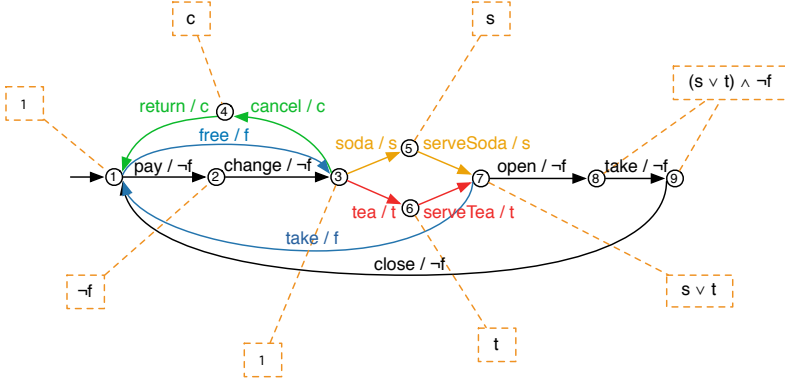 c
s
(s ∨ t) ∧ ¬f
1
return / c
cancel / c
4
free / f
soda / s
5
serveSoda / s
1
pay / ¬f
2
change / ¬f
3
7
open / ¬f
8
take / ¬f
9
tea / t
6
serveTea / t
take / f
close / ¬f
¬f
s ∨ t
1
t